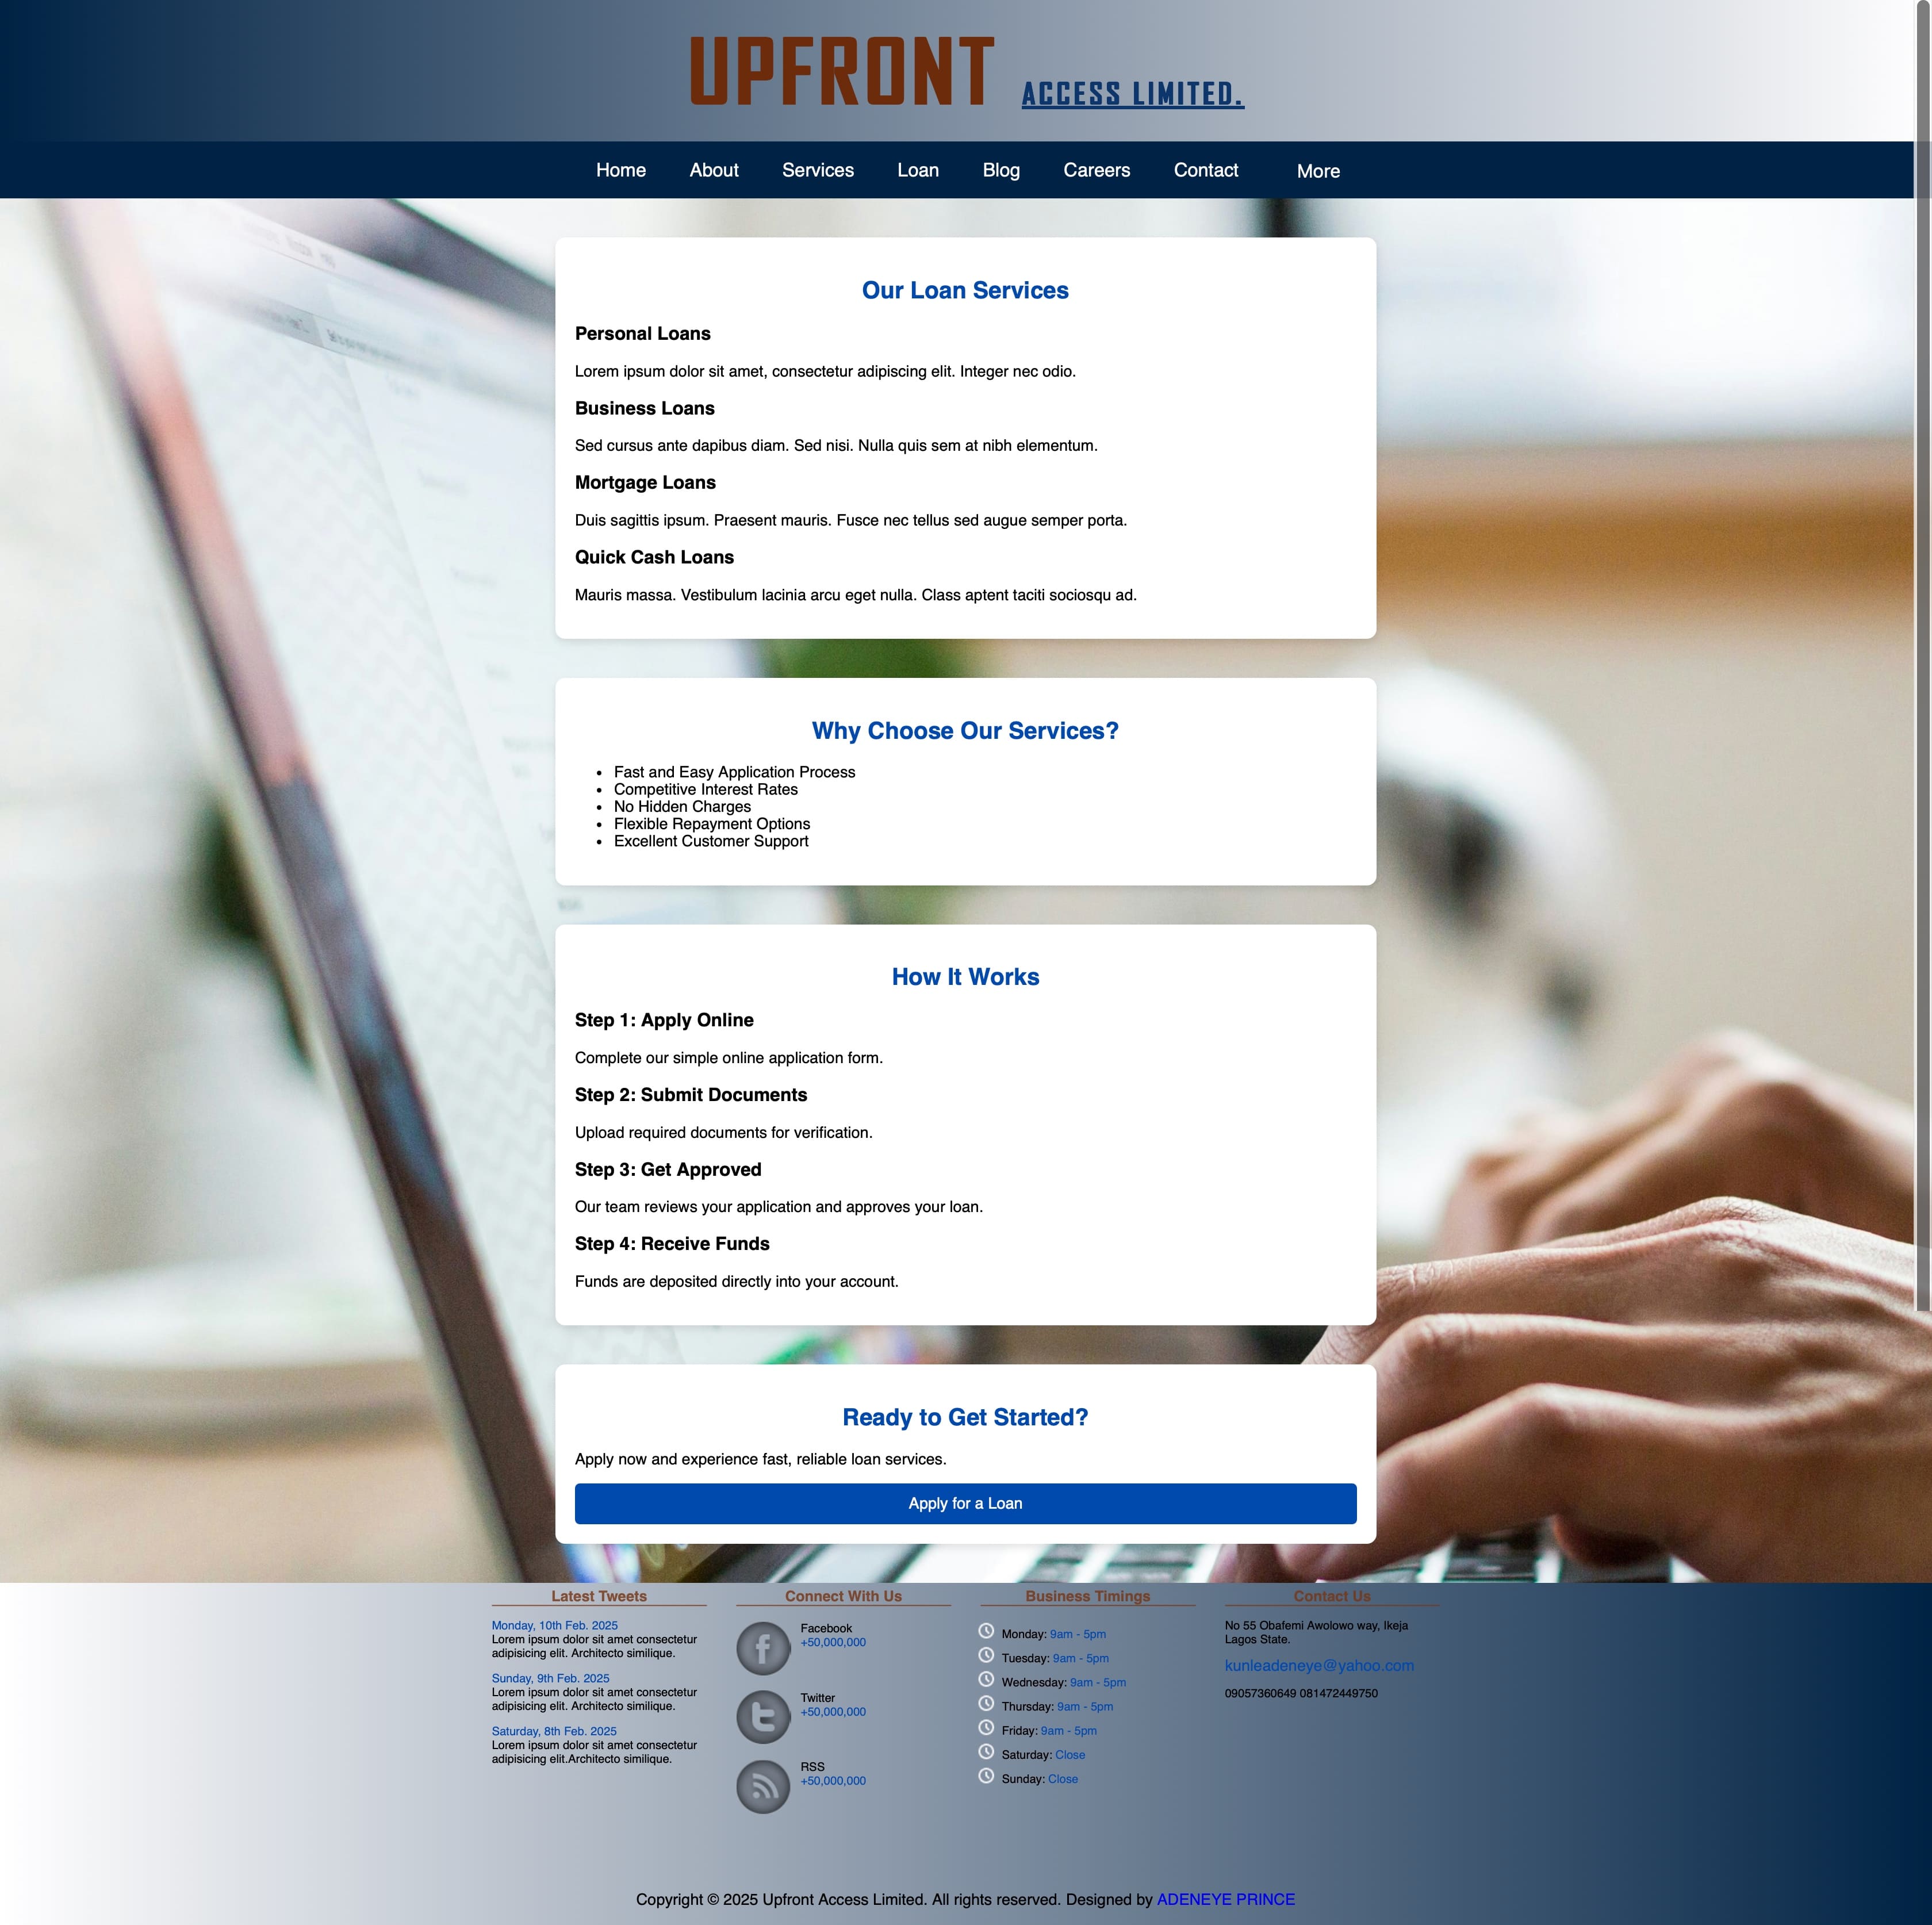 UPFRONT ACCESS LIMITED.
Home About Services Loan Blog Careers Contact More
Our Loan Services
Personal Loans
Lorem ipsum dolor sit amet, consectetur adipiscing elit. Integer nec odio.
Business Loans
Sed cursus ante dapibus diam. Sed nisi. Nulla quis sem at nibh elementum.
Mortgage Loans
Duis sagittis ipsum. Praesent mauris. Fusce nec tellus sed augue semper porta.
Quick Cash Loans
Mauris massa. Vestibulum lacinia arcu eget nulla. Class aptent taciti sociosqu ad.
Why Choose Our Services?
• Fast and Easy Application Process
• Competitive Interest Rates
• No Hidden Charges
• Flexible Repayment Options
• Excellent Customer Support
How It Works
Step 1: Apply Online
Complete our simple online application form.
Step 2: Submit Documents
Upload required documents for verification.
Step 3: Get Approved
Our team reviews your application and approves your loan.
Step 4: Receive Funds
Funds are deposited directly into your account.
Ready to Get Started?
Apply now and experience fast, reliable loan services.
Apply for a Loan
Latest Tweets
Monday, 10th Feb. 2025
Lorem ipsum dolor sit amet consectetur
adipisicing elit. Architecto similique.
Sunday, 9th Feb. 2025
Lorem ipsum dolor sit amet consectetur
adipisicing elit. Architecto similique.
Saturday, 8th Feb. 2025
Lorem ipsum dolor sit amet consectetur
adipisicing elit.Architecto similique.
Connect With Us
Facebook
+50,000,000
Twitter
+50,000,000
RSS
+50,000,000
Business Timings
Monday: 9am - 5pm
Tuesday: 9am - 5pm
Wednesday: 9am - 5pm
Thursday: 9am - 5pm
Friday: 9am - 5pm
Saturday: Close
Sunday: Close
Contact Us
No 55 Obafemi Awolowo way, Ikeja
Lagos State.
kunleadeneye@yahoo.com
09057360649 081472449750
Copyright © 2025 Upfront Access Limited. All rights reserved. Designed by ADENEYE PRINCE